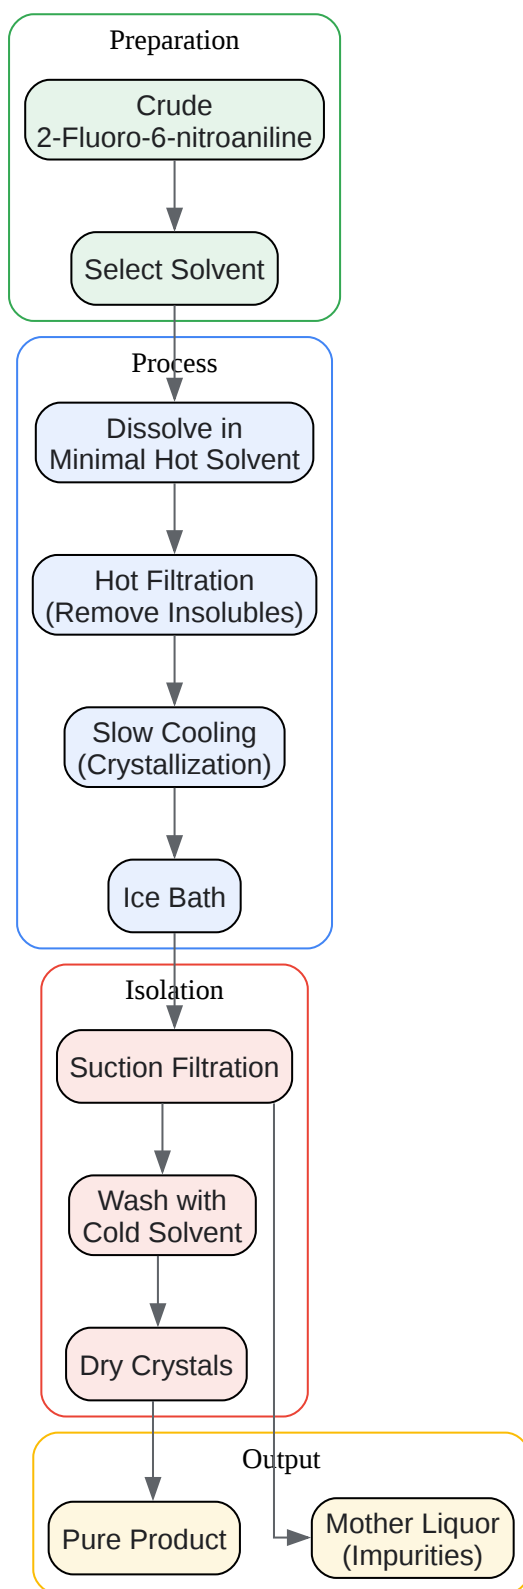 Preparation
Crude
2-Fluoro-6-nitroaniline
Select Solvent
Process
Dissolve in
Minimal Hot Solvent
Hot Filtration
(Remove Insolubles)
Slow Cooling
(Crystallization)
Ice Bath
Isolation
Suction Filtration
Wash with
Cold Solvent
Dry Crystals
Output
Pure Product
Mother Liquor
(Impurities)